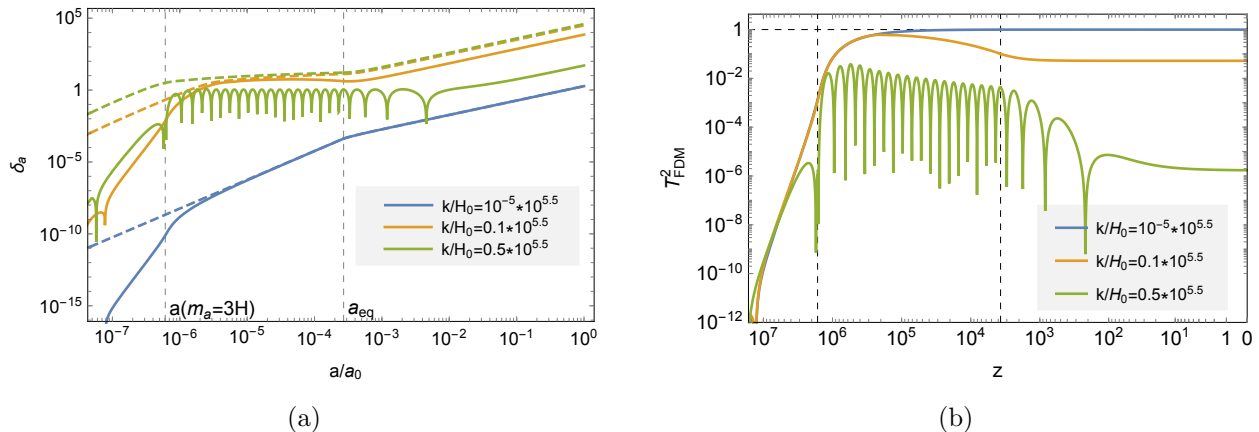 10^5
1
10^-5
10^-10
10^-15
δ_a
k/H_0=10^-5*10^5.5
k/H_0=0.1*10^5.5
k/H_0=0.5*10^5.5
a(m_a=3H)
a_eq
10^-7 10^-6 10^-5 10^-4 10^-3 10^-2 10^-1 10^0
a/a_0
(a)
1
10^-2
10^-4
10^-6
10^-8
10^-10
10^-12
T^2_FDM
k/H_0=10^-5*10^5.5
k/H_0=0.1*10^5.5
k/H_0=0.5*10^5.5
10^7 10^6 10^5 10^4 10^3 10^2 1 0
z
(b)